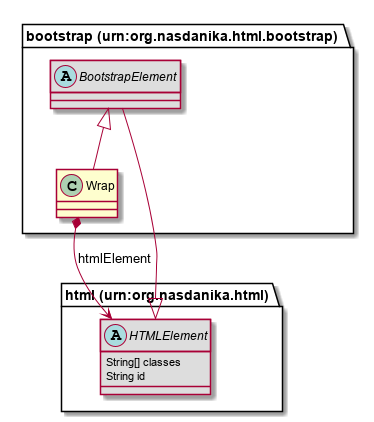 bootstrap (urn:org.nasdanika.html.bootstrap)
A BootstrapElement
C Wrap
htmlElement
html (urn:org.nasdanika.html)
A HTMLElement
String[] classes
String id